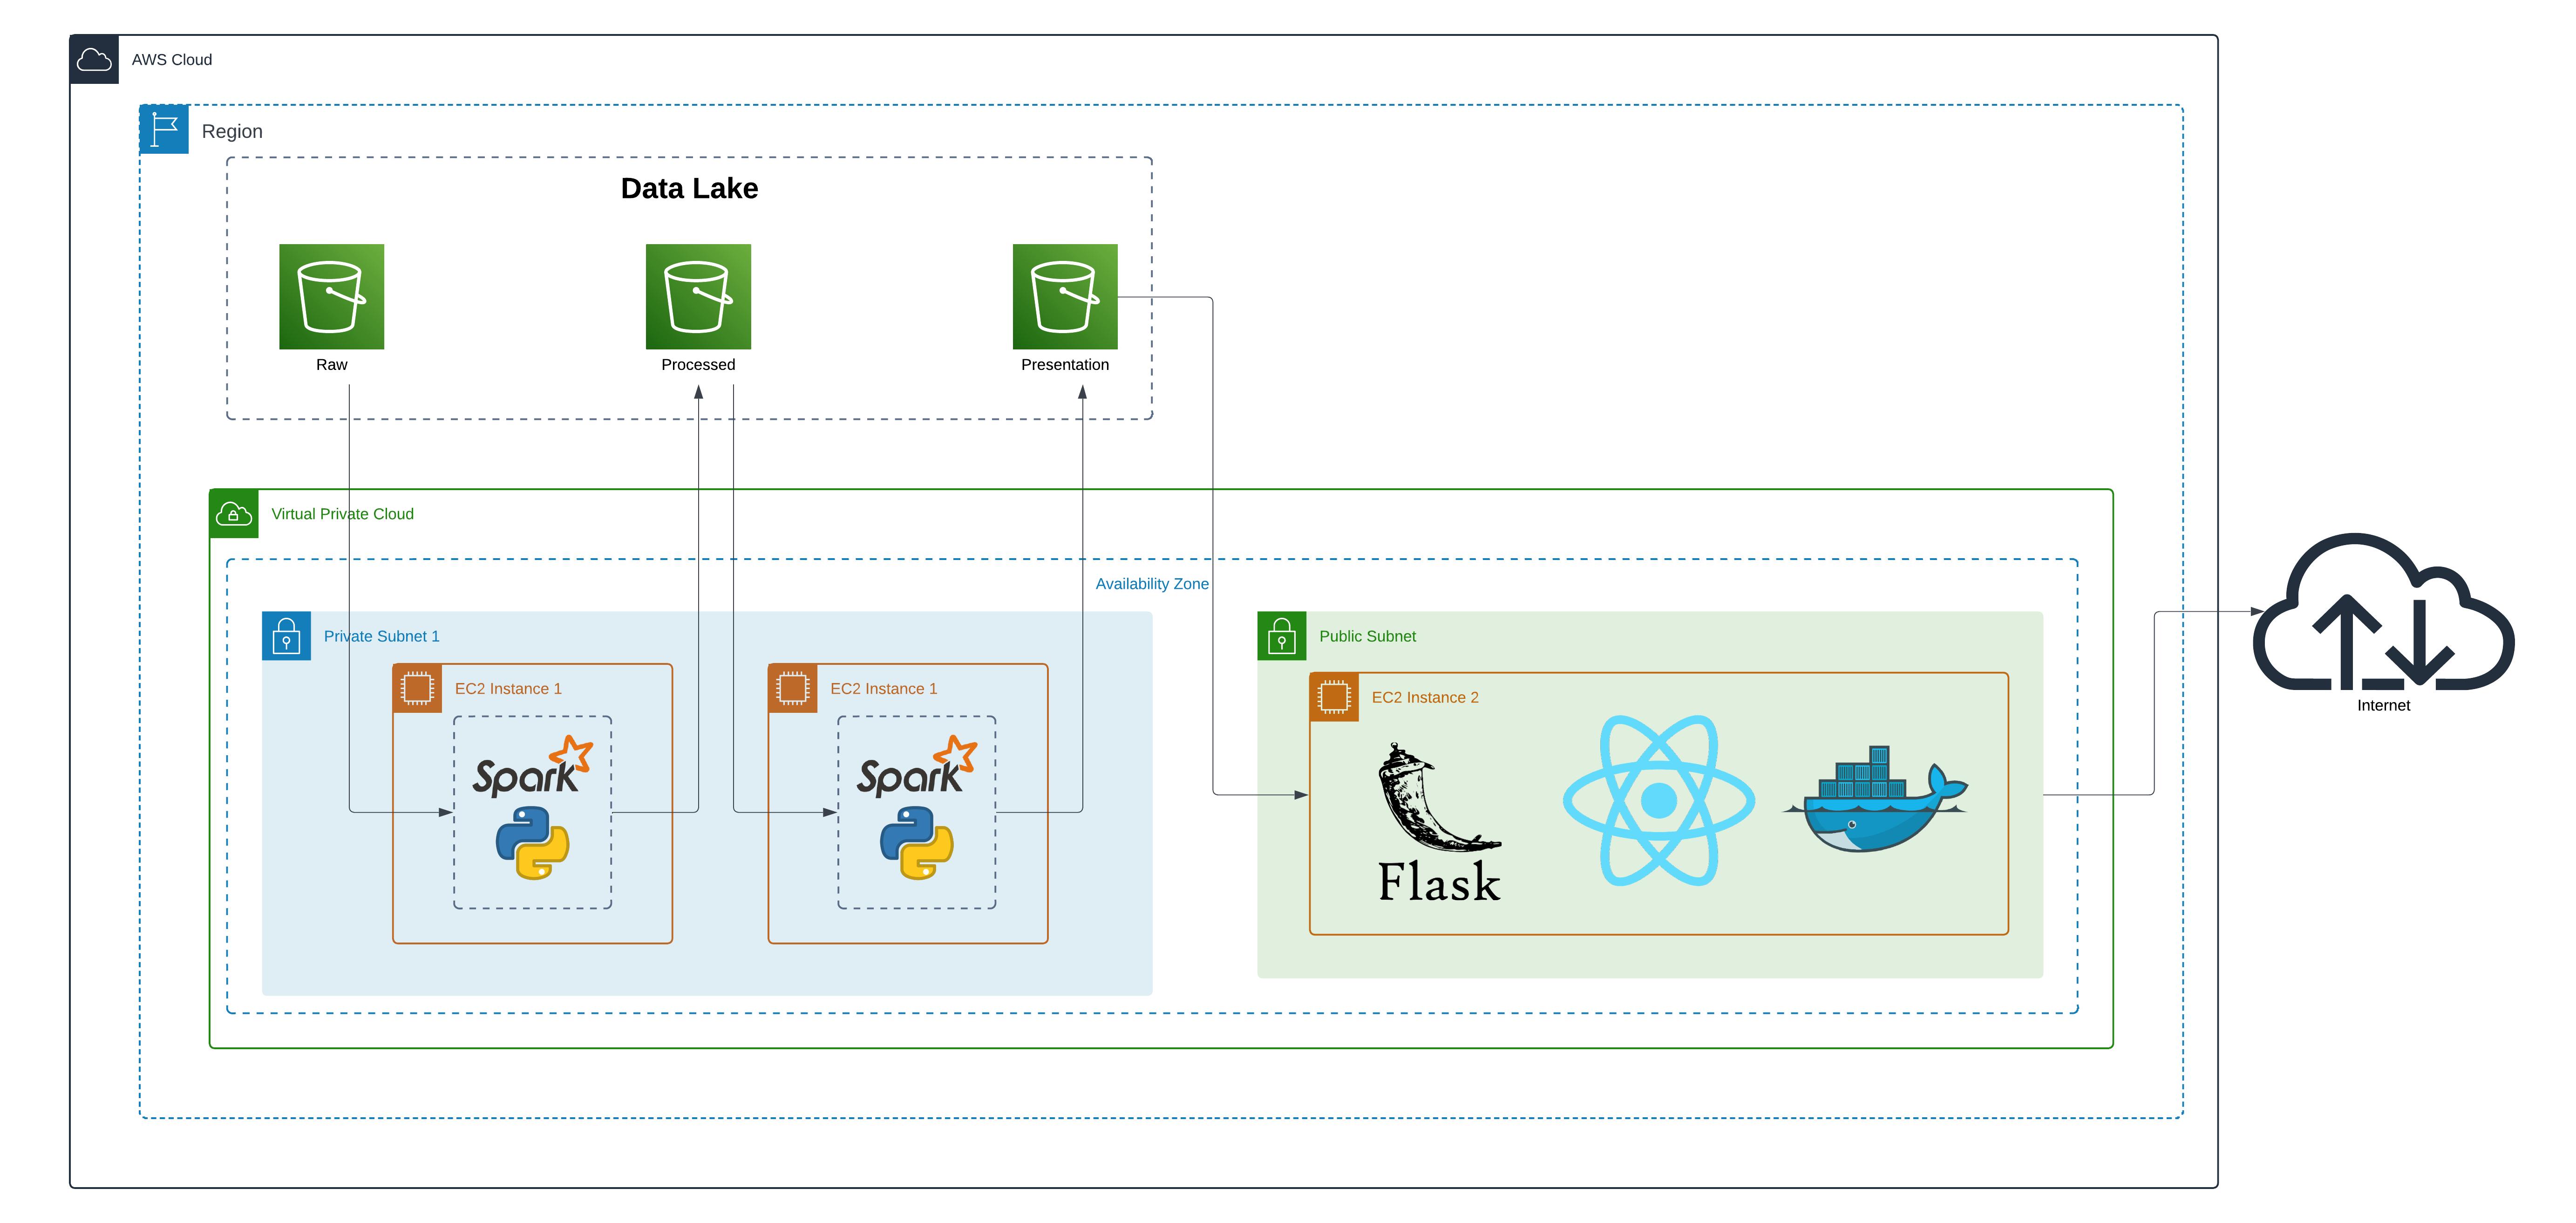 AWS Cloud
Region
Data Lake
Raw
Processed
Presentation
Virtual Private Cloud
Availability Zone
Private Subnet 1
Public Subnet
EC2 Instance 1
EC2 Instance 1
EC2 Instance 2
Spark
Spark
Flask
Internet